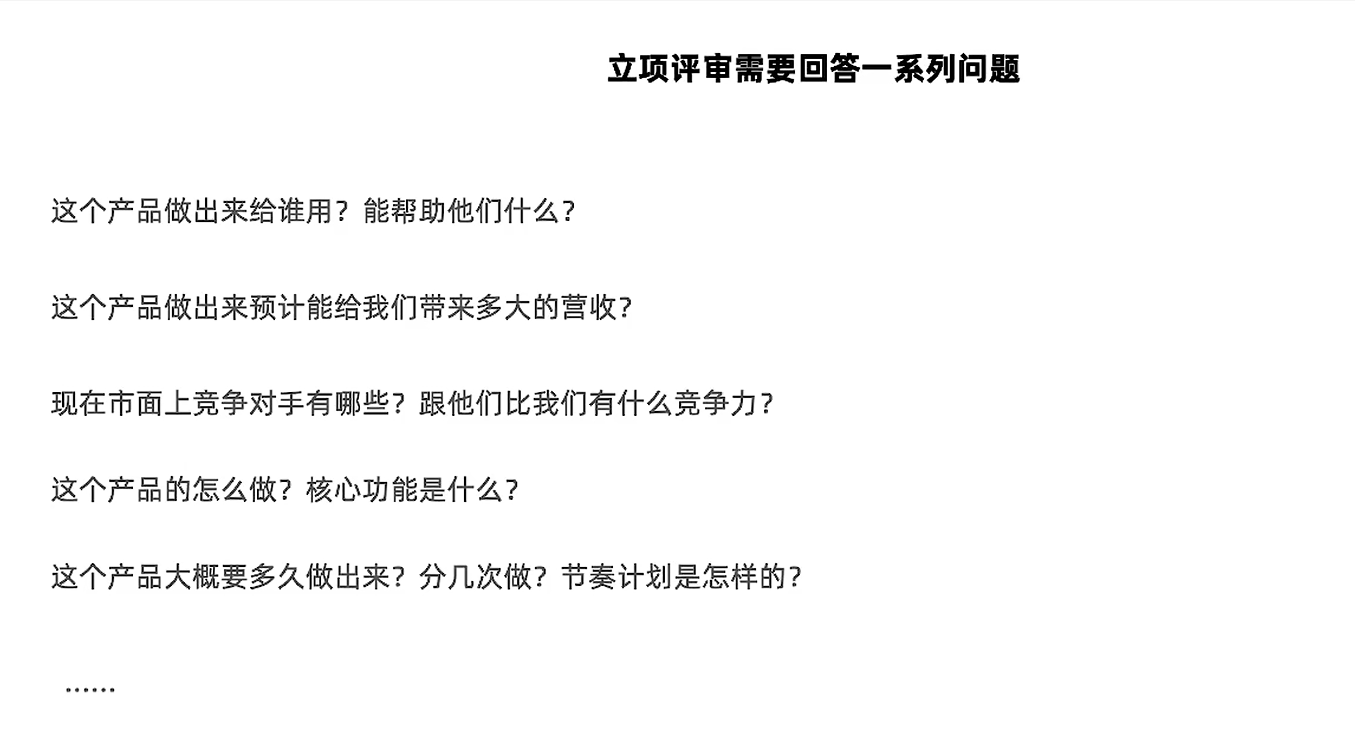 立项评审需要回答一系列问题
这个产品做出来给谁用？能帮助他们什么？
这个产品做出来预计能给我们带来多大的营收？
现在市面上竞争对手有哪些？跟他们比我们有什么竞争力？
这个产品的怎么做？核心功能是什么？
这个产品大概要多久做出来？分几次做？节奏计划是怎样的？
……